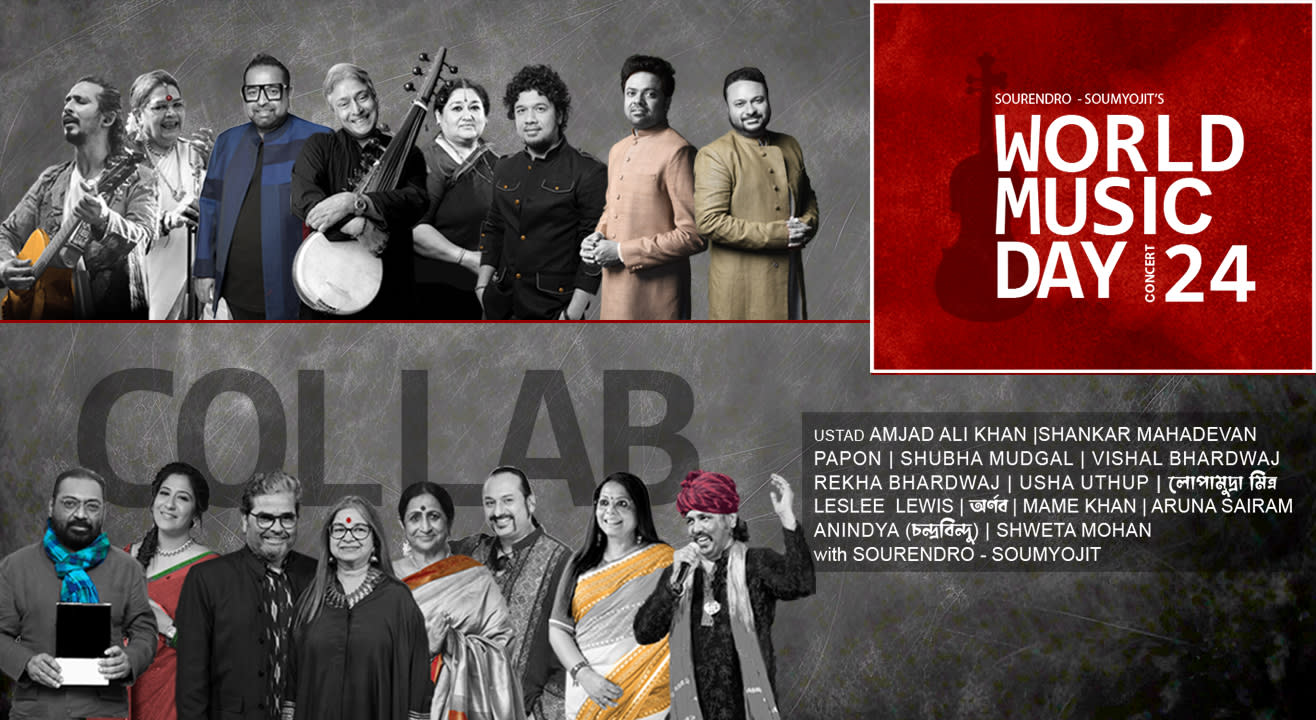 SOURENDRO - SOUMYOJIT'S
WORLD
MUSIC
DAY CONCERT 24
COLLAB
USTAD AMJAD ALI KHAN |SHANKAR MAHADEVAN
PAPON | SHUBHA MUDGAL | VISHAL BHARDWAJ
REKHA BHARDWAJ | USHA UTHUP | লোপামুদ্রা মিত্র
LESLEE LEWIS | অর্ণব | MAME KHAN | ARUNA SAIRAM
ANINDYA (চন্দ্রবিন্দু) | SHWETA MOHAN
with SOURENDRO - SOUMYOJIT